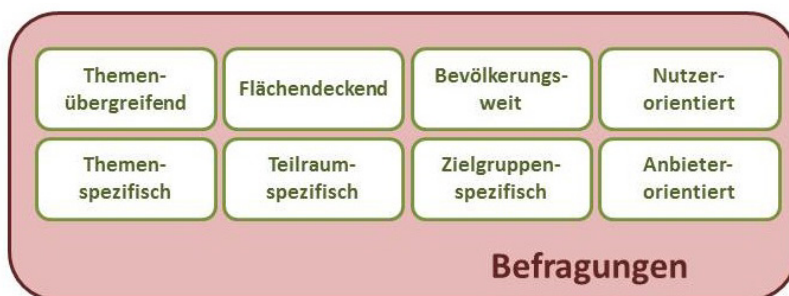 Themen-
übergreifend
Flächendeckend
Bevölkerungs-
weit
Nutzer-
orientiert
Themen-
spezifisch
Teilraum-
spezifisch
Zielgruppen-
spezifisch
Anbieter-
orientiert
Befragungen